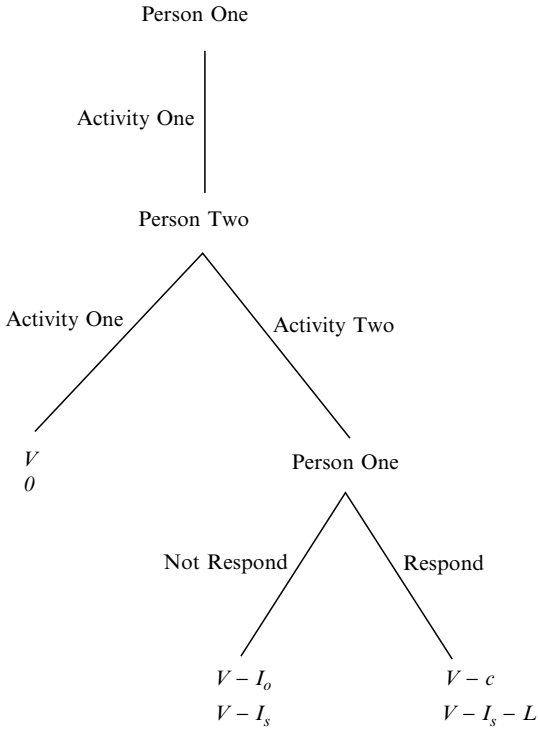 Person One
Activity One
Person Two
Activity One
Activity Two
V
0
Person One
Not Respond
Respond
V – I_o
V – c
V – I_s
V – I_s – L